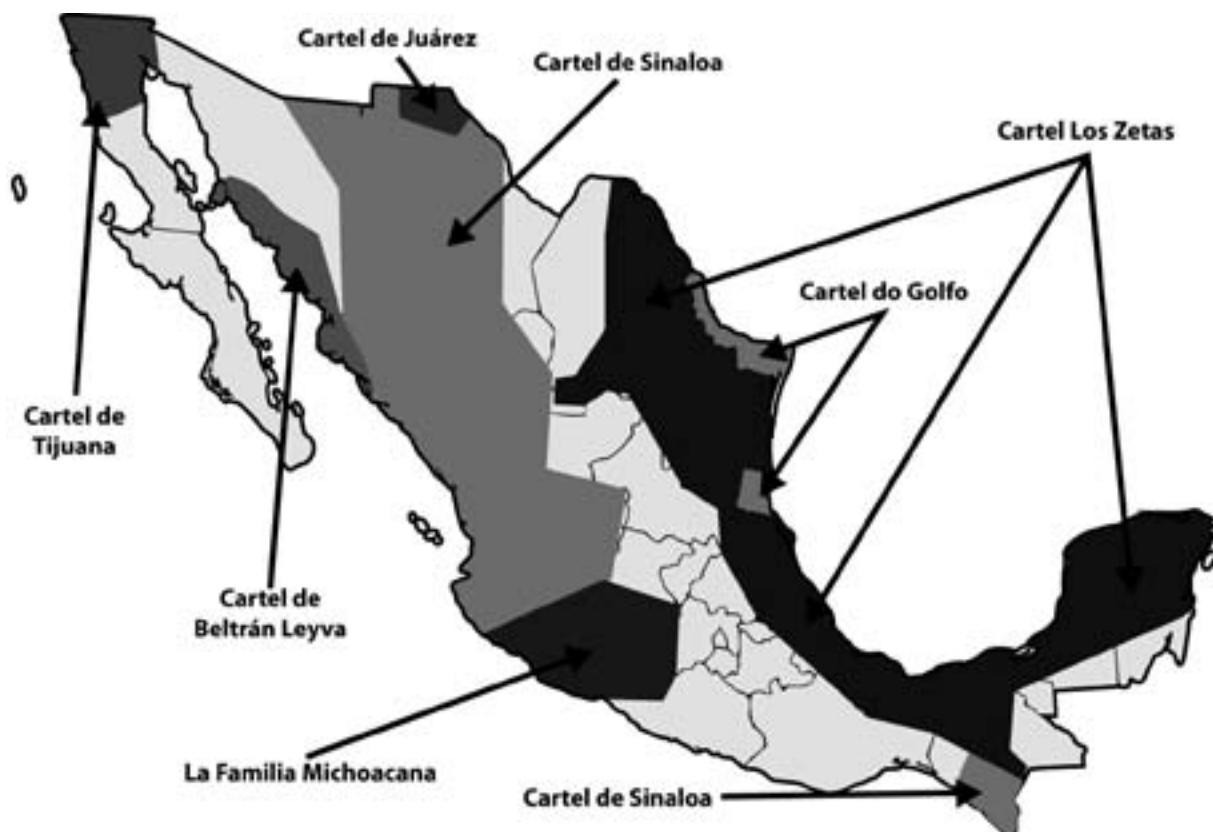 Cartel de Juárez
Cartel de Sinaloa
Cartel Los Zetas
Cartel do Golfo
Cartel de
Tijuana
Cartel de
Beltrán Leyva
La Familia Michoacana
Cartel de Sinaloa